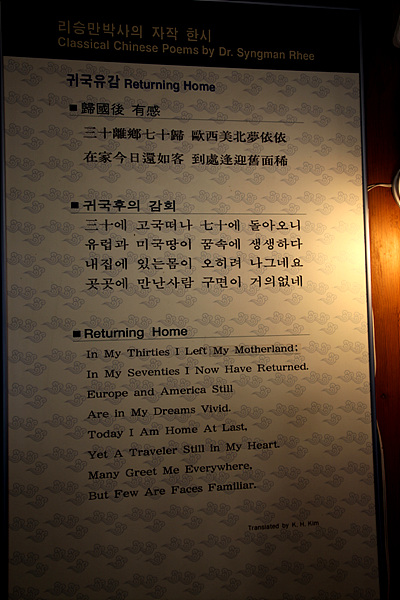 리승만박사의 자작 한시
Classical Chinese Poems by Dr. Syngman Rhee
귀국유감 Returning Home
■ 歸國後 有感
三十離鄉七十歸 歐西美北夢依依
在家今日還如客 到處逢迎舊面稀
■ 귀국후의 감회
三十에 고국떠나 七十에 돌아오니
유럽과 미국땅이 꿈속에 생생하다
내집에 있는몸이 오히려 나그네요
곳곳에 만난사람 구면이 거의없네
■ Returning Home
In My Thirties I Left My Motherland;
In My Seventies I Now Have Returned.
Europe and America Still
Are in My Dreams Vivid.
Today I Am Home At Last,
Yet A Traveler Still in My Heart.
Many Greet Me Everywhere,
But Few Are Faces Familiar.
Translated by K. H. Kim